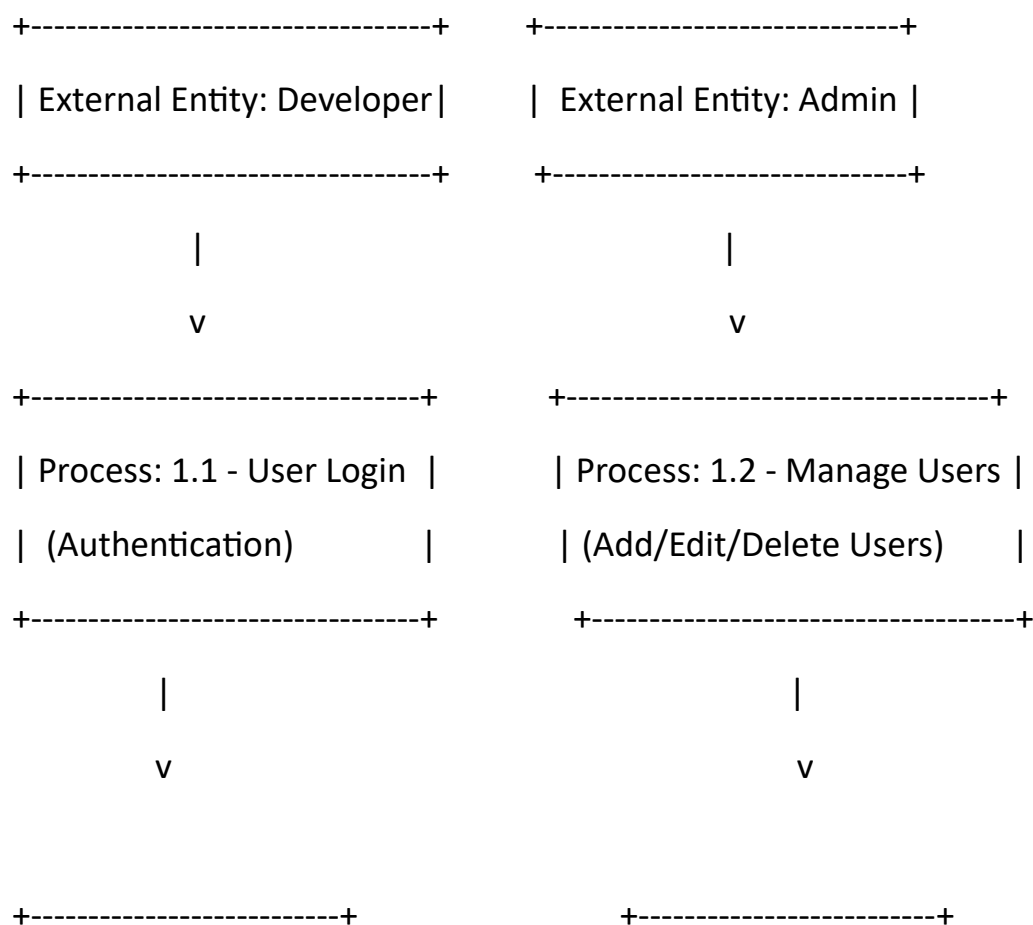 +-----------------------------------+ +-------------------------------+
| External Entity: Developer| | External Entity: Admin |
+-----------------------------------+ +-------------------------------+
| |
v v
+----------------------------------+ +-------------------------------------+
| Process: 1.1 - User Login | | Process: 1.2 - Manage Users |
| (Authentication) | | (Add/Edit/Delete Users) |
+----------------------------------+ +-------------------------------------+
| |
v v
+---------------------------+ +--------------------------+